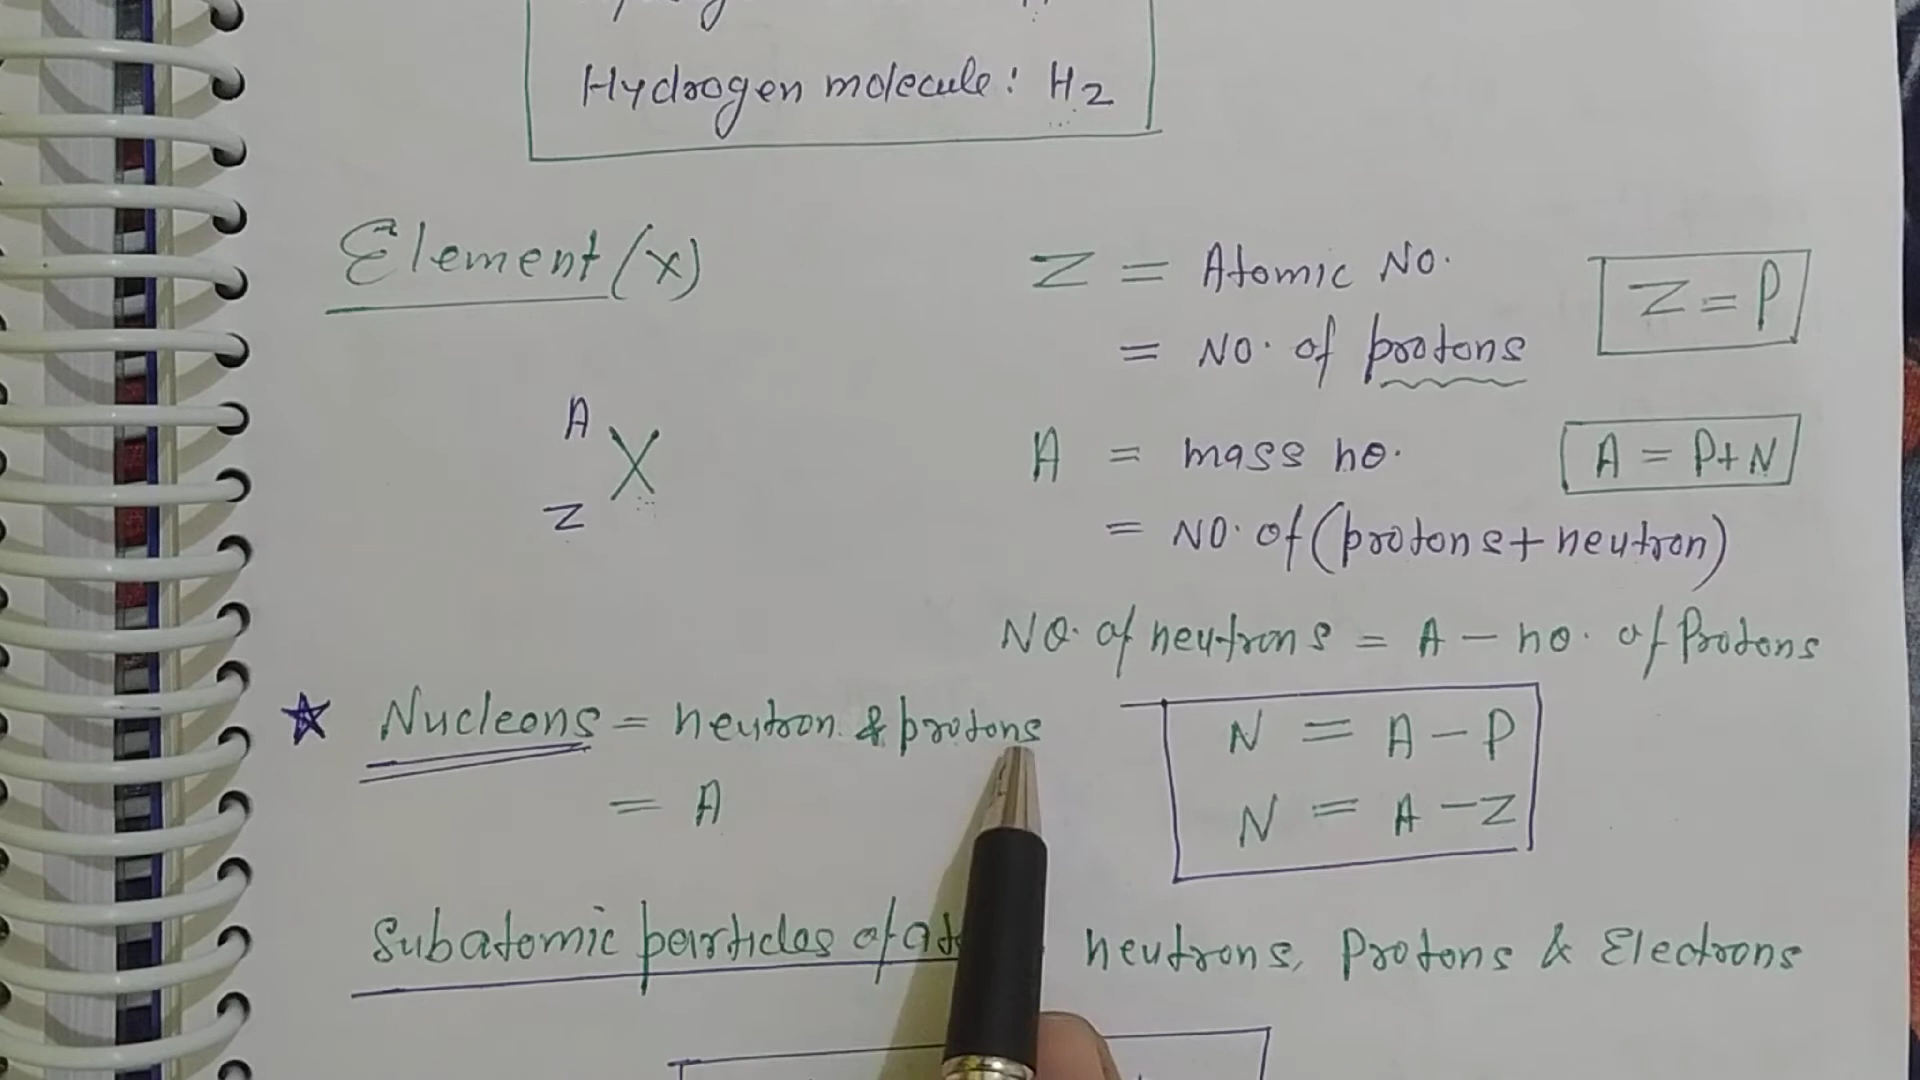 Hydrogen molecule: H2
Element (x)
Z = Atomic No.
= NO. of protons
Z = P
A
X
Z
A = mass no.
A = P+N
= NO. of (protons + neutron)
NO. of neutrons = A - no. of Protons
☆ Nucleons = neutron & protons
= A
N = A - P
N = A - Z
Subatomic particles of neutrons, Protons & Electrons